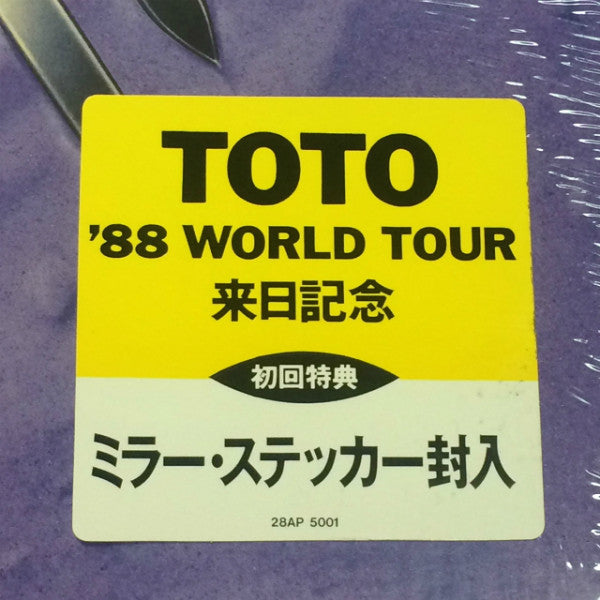 TOTO
’88 WORLD TOUR
来日記念
初回特典
ミラー・ステッカー封入
28AP 5001